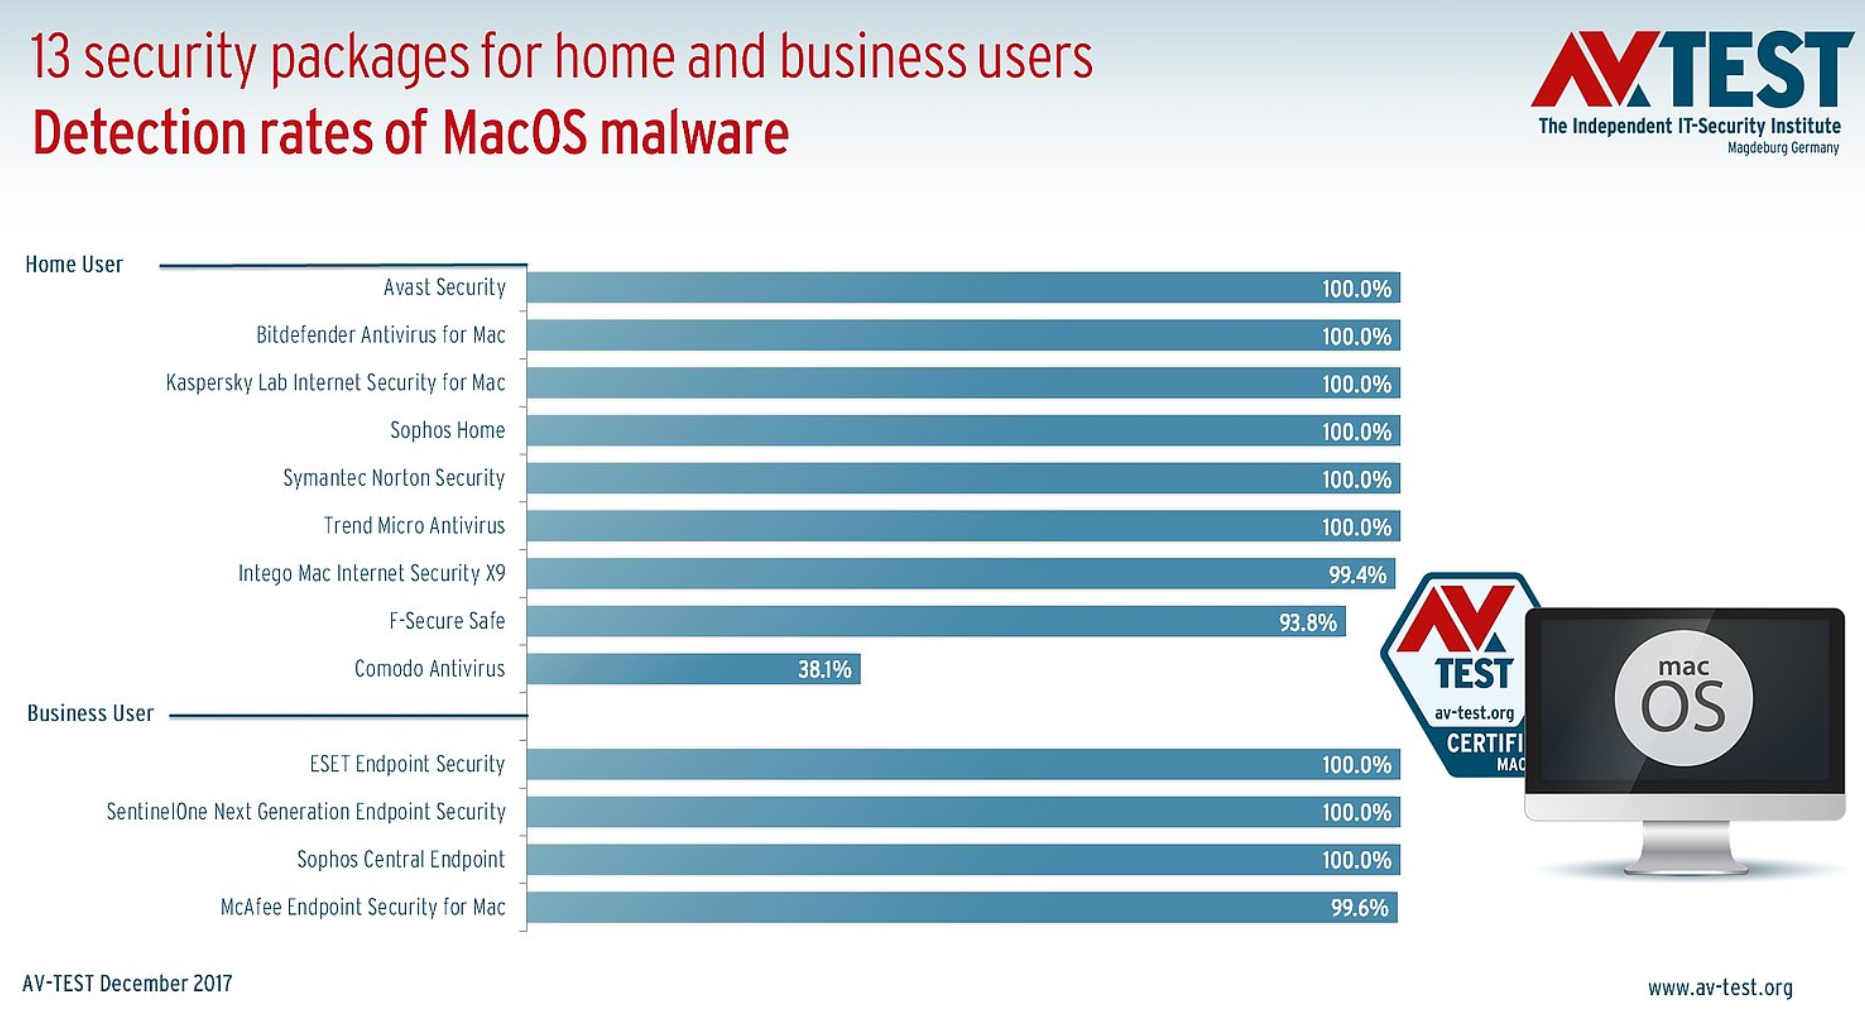 13 security packages for home and business users
Detection rates of MacOS malware
AVTEST
The Independent IT-Security Institute
Magdeburg Germany
Home User
Avast Security 100.0%
Bitdefender Antivirus for Mac 100.0%
Kaspersky Lab Internet Security for Mac 100.0%
Sophos Home 100.0%
Symantec Norton Security 100.0%
Trend Micro Antivirus 100.0%
Intego Mac Internet Security X9 99.4%
F-Secure Safe 93.8%
Comodo Antivirus 38.1%
Business User
ESET Endpoint Security 100.0%
SentinelOne Next Generation Endpoint Security 100.0%
Sophos Central Endpoint 100.0%
McAfee Endpoint Security for Mac 99.6%
AV
TEST
av-test.org
CERTIFI
MAC
mac
OS
AV-TEST December 2017
www.av-test.org